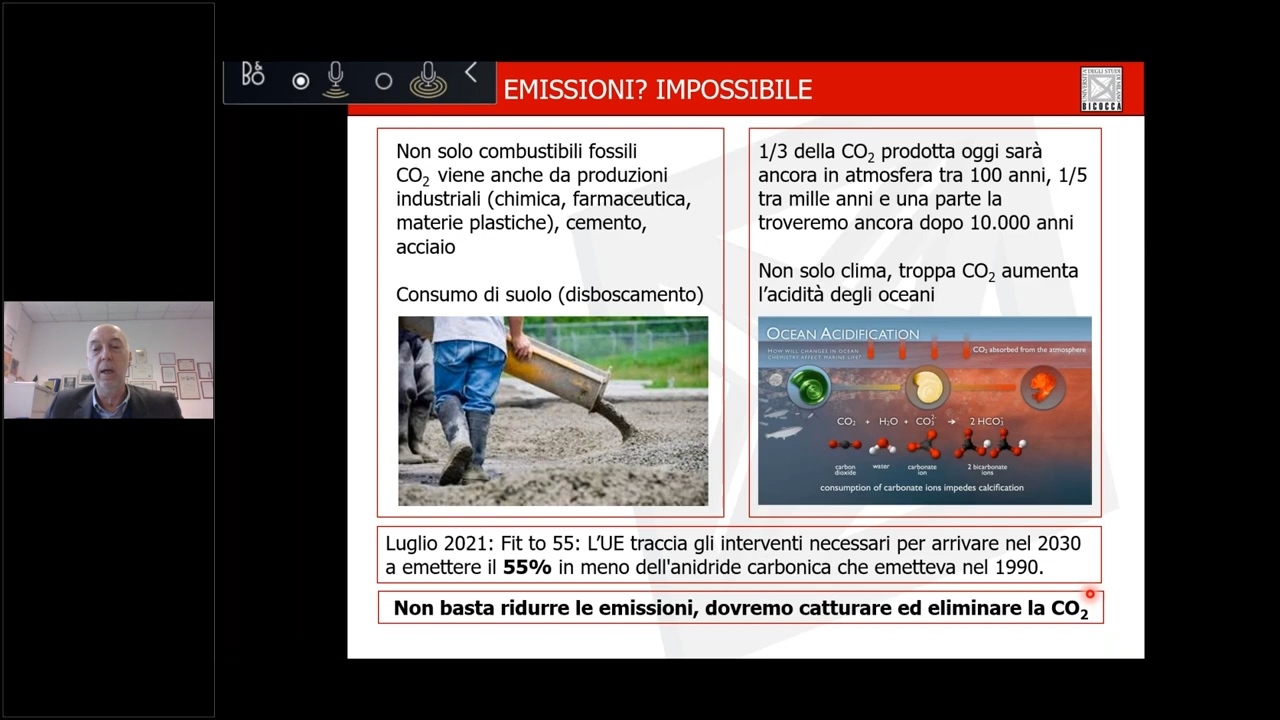 B&
BO
EMISSIONI? IMPOSSIBILE
BICOCCA
Non solo combustibili fossili
CO₂ viene anche da produzioni
industriali (chimica, farmaceutica,
materie plastiche), cemento,
acciaio
Consumo di suolo (disboscamento)
1/3 della CO₂ prodotta oggi sarà
ancora in atmosfera tra 100 anni, 1/5
tra mille anni e una parte la
troveremo ancora dopo 10.000 anni
Non solo clima, troppa CO₂ aumenta
l'acidità degli oceani
OCEAN ACIDIFICATION
HOW WILL CHANGES IN OCEAN
CHEMISTRY AFFECT MARINE LIFE?
CO₂ absorbed from the atmosphere
CO₂ + H₂O + CO₃²⁻ → 2 HCO₃⁻
carbon dioxide
water
carbonate ion
2 bicarbonate ions
consumption of carbonate ions impedes calcification
Luglio 2021: Fit to 55: L'UE traccia gli interventi necessari per arrivare nel 2030
a emettere il 55% in meno dell'anidride carbonica che emetteva nel 1990.
Non basta ridurre le emissioni, dovremo catturare ed eliminare la CO₂